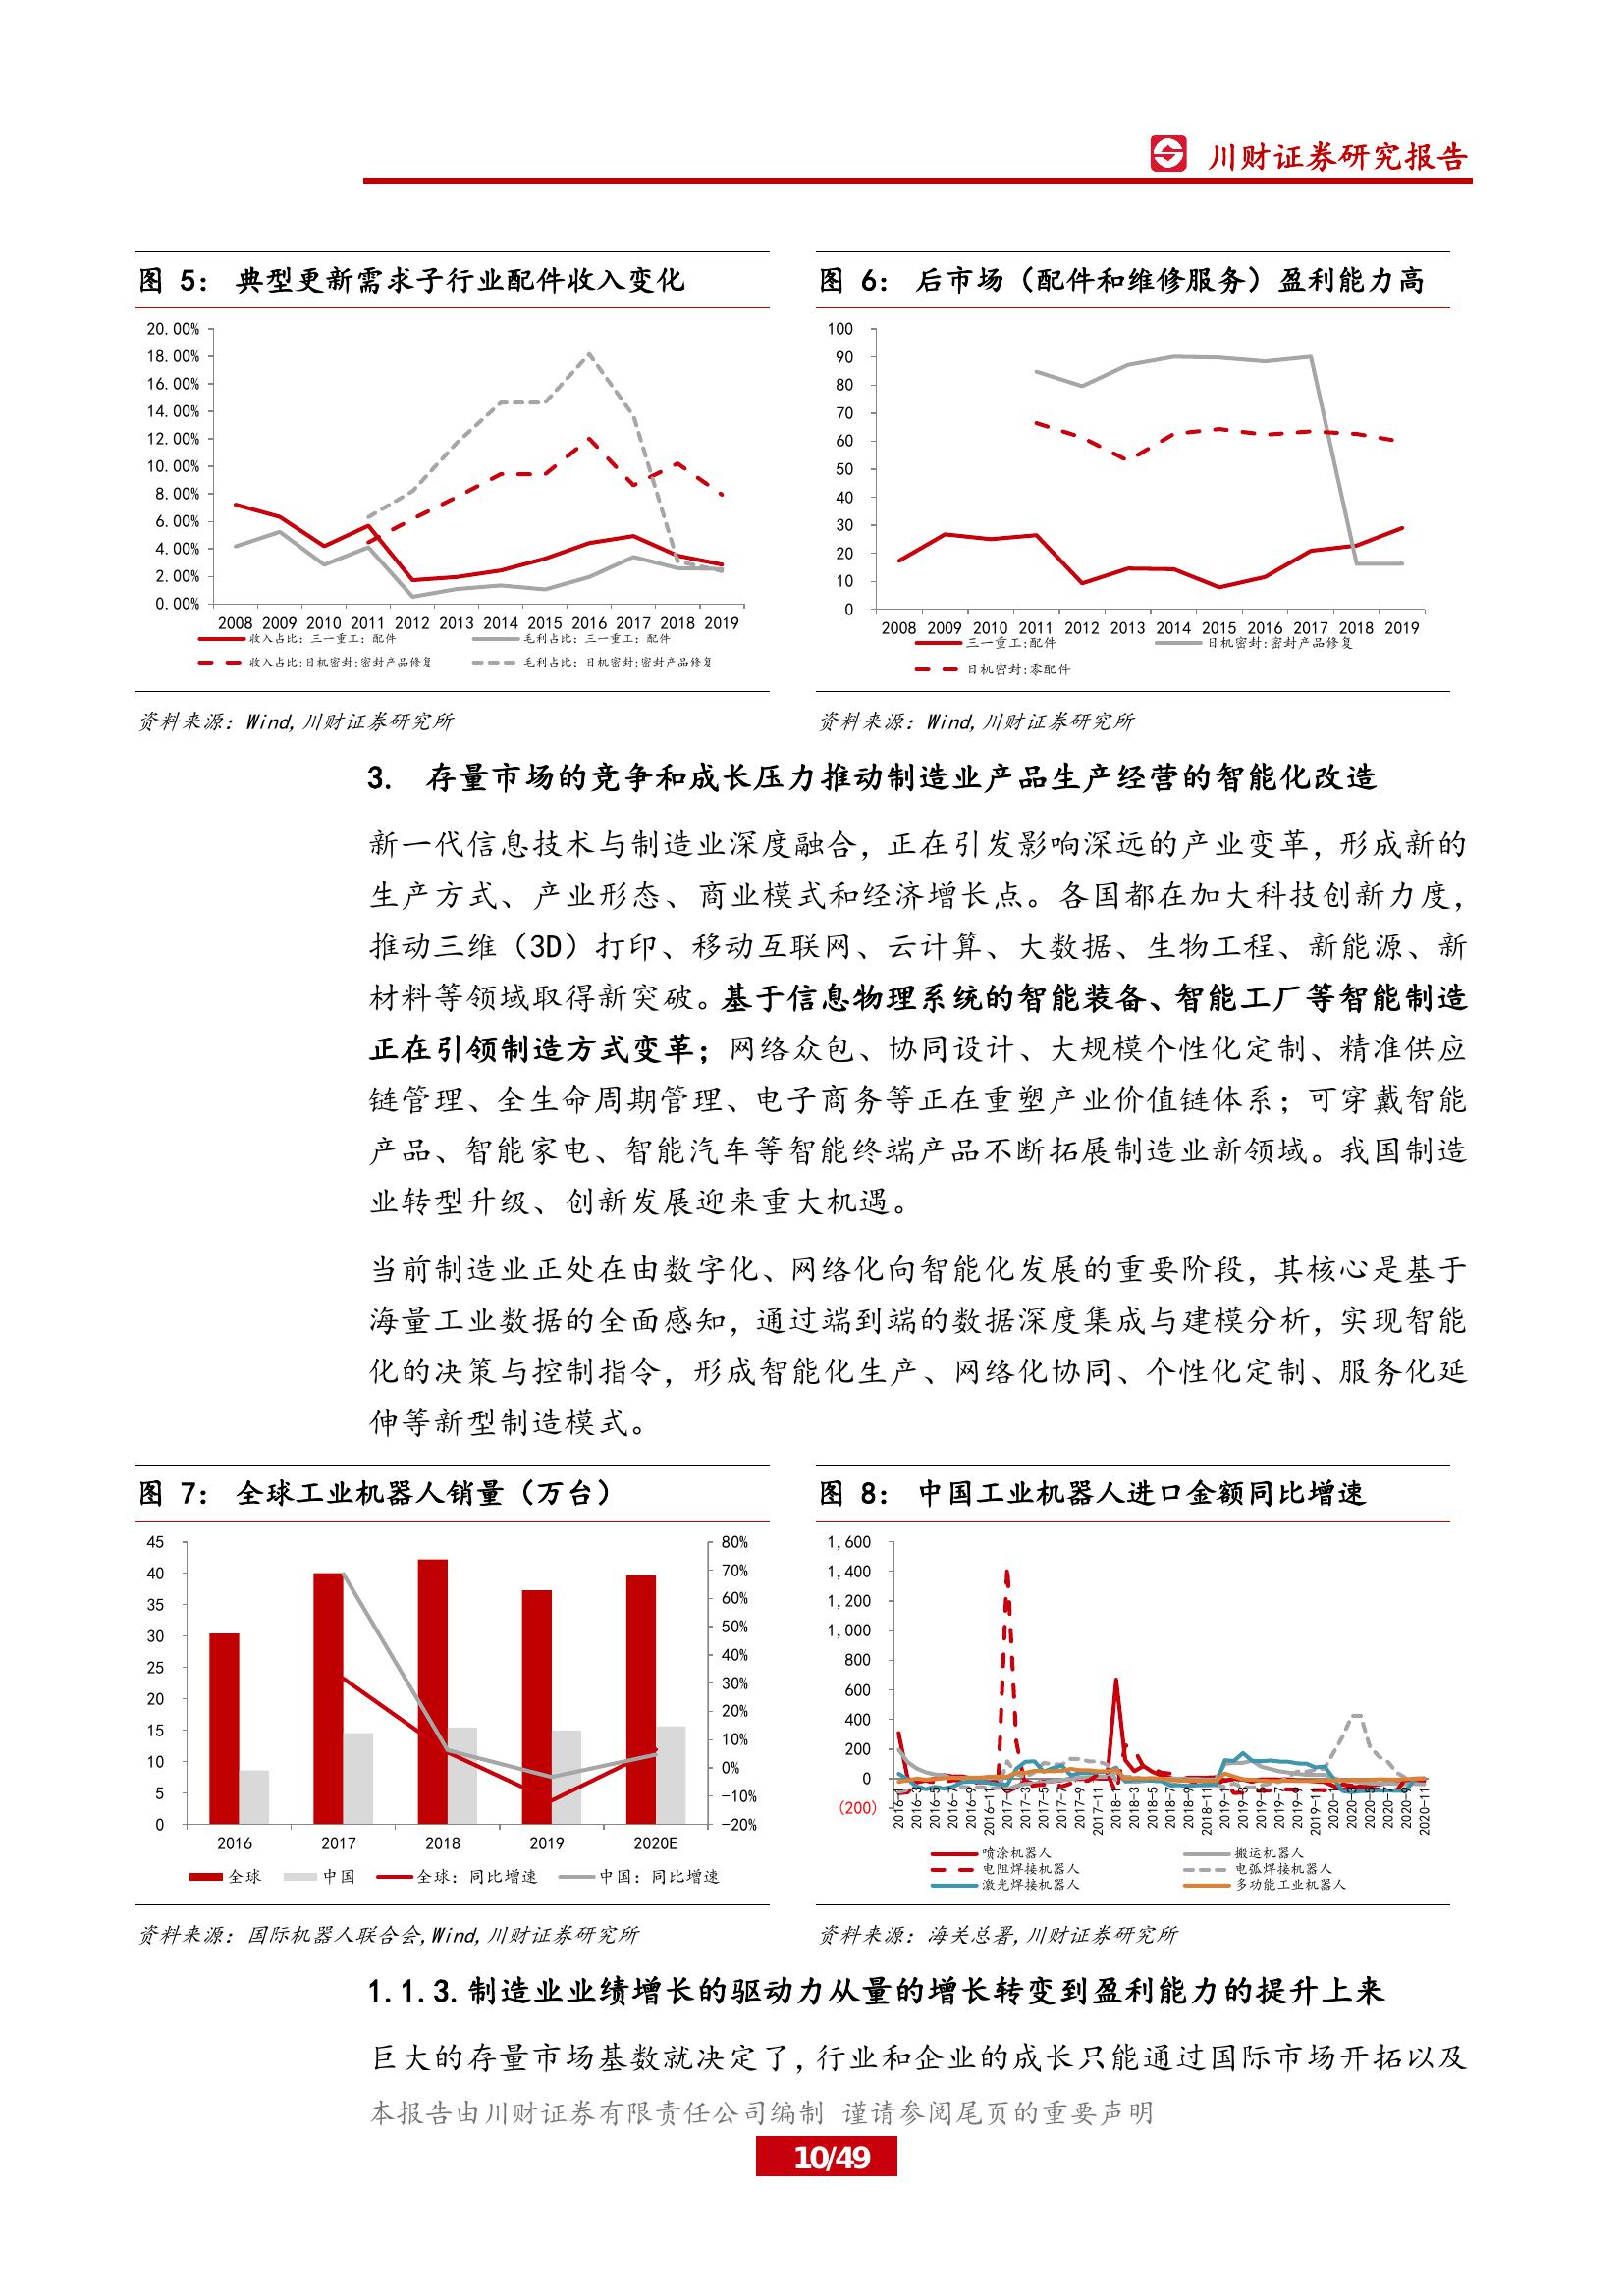 川财证券研究报告
图 5： 典型更新需求子行业配件收入变化
20.00%
18.00%
16.00%
14.00%
12.00%
10.00%
8.00%
6.00%
4.00%
2.00%
0.00%
2008 2009 2010 2011 2012 2013 2014 2015 2016 2017 2018 2019
收入占比: 三一重工: 配件 毛利占比: 三一重工: 配件
收入占比:日机密封:密封产品修复 毛利占比: 日机密封:密封产品修复
资料来源：Wind,川财证券研究所
图 6： 后市场（配件和维修服务）盈利能力高
100
90
80
70
60
50
40
30
20
10
0
2008 2009 2010 2011 2012 2013 2014 2015 2016 2017 2018 2019
三一重工:配件 日机密封:密封产品修复
日机密封:零配件
资料来源：Wind,川财证券研究所
3. 存量市场的竞争和成长压力推动制造业产品生产经营的智能化改造
新一代信息技术与制造业深度融合，正在引发影响深远的产业变革，形成新的
生产方式、产业形态、商业模式和经济增长点。各国都在加大科技创新力度，
推动三维（3D）打印、移动互联网、云计算、大数据、生物工程、新能源、新
材料等领域取得新突破。基于信息物理系统的智能装备、智能工厂等智能制造
正在引领制造方式变革；网络众包、协同设计、大规模个性化定制、精准供应
链管理、全生命周期管理、电子商务等正在重塑产业价值链体系；可穿戴智能
产品、智能家电、智能汽车等智能终端产品不断拓展制造业新领域。我国制造
业转型升级、创新发展迎来重大机遇。
当前制造业正处在由数字化、网络化向智能化发展的重要阶段，其核心是基于
海量工业数据的全面感知，通过端到端的数据深度集成与建模分析，实现智能
化的决策与控制指令，形成智能化生产、网络化协同、个性化定制、服务化延
伸等新型制造模式。
图 7： 全球工业机器人销量（万台）
45
40
35
30
25
20
15
10
5
0
80%
70%
60%
50%
40%
30%
20%
10%
0%
-10%
-20%
2016 2017 2018 2019 2020E
全球 中国 全球: 同比增速 中国: 同比增速
资料来源：国际机器人联合会,Wind,川财证券研究所
图 8： 中国工业机器人进口金额同比增速
1,600
1,400
1,200
1,000
800
600
400
200
0
(200)
2016-1 2016-3 2016-5 2016-7 2016-9 2016-11 2017-1 2017-3 2017-5 2017-7 2017-9 2017-11 2018-1 2018-3 2018-5 2018-7 2018-9 2018-11 2019-1 2019-3 2019-5 2019-7 2019-9 2019-11 2020-1 2020-3 2020-5 2020-7 2020-9 2020-11
喷涂机器人 搬运机器人
电阻焊接机器人 电弧焊接机器人
激光焊接机器人 多功能工业机器人
资料来源：海关总署,川财证券研究所
1.1.3.制造业业绩增长的驱动力从量的增长转变到盈利能力的提升上来
巨大的存量市场基数就决定了,行业和企业的成长只能通过国际市场开拓以及
本报告由川财证券有限责任公司编制 谨请参阅尾页的重要声明
10/49